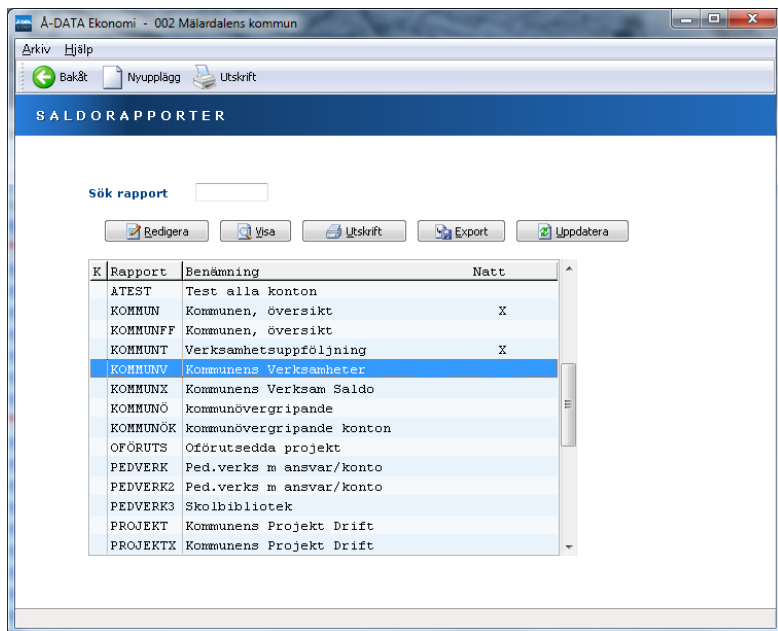 Å-DATA Ekonomi - 002 Mälardalens kommun
Arkiv Hjälp
Bakåt Nyupplägg Utskrift
SALDORAPPORTER
Sök rapport
Redigera Visa Utskrift Export Uppdatera
K Rapport Benämning Natt
ATEST Test alla konton
KOMMUN Kommunen, översikt X
KOMMUNFF Kommunen, översikt
KOMMUNT Verksamhetsuppföljning X
KOMMUNV Kommunens Verksamheter
KOMMUNX Kommunens Verksam Saldo
KOMMUNÖ kommunövergripande
KOMMUNÖK kommunövergripande konton
OFÖRUTS Oförutsedda projekt
PEDVERK Ped.verks m ansvar/konto
PEDVERK2 Ped.verks m ansvar/konto
PEDVERK3 Skolbibliotek
PROJEKT Kommunens Projekt Drift
PROJEKTX Kommunens Projekt Drift